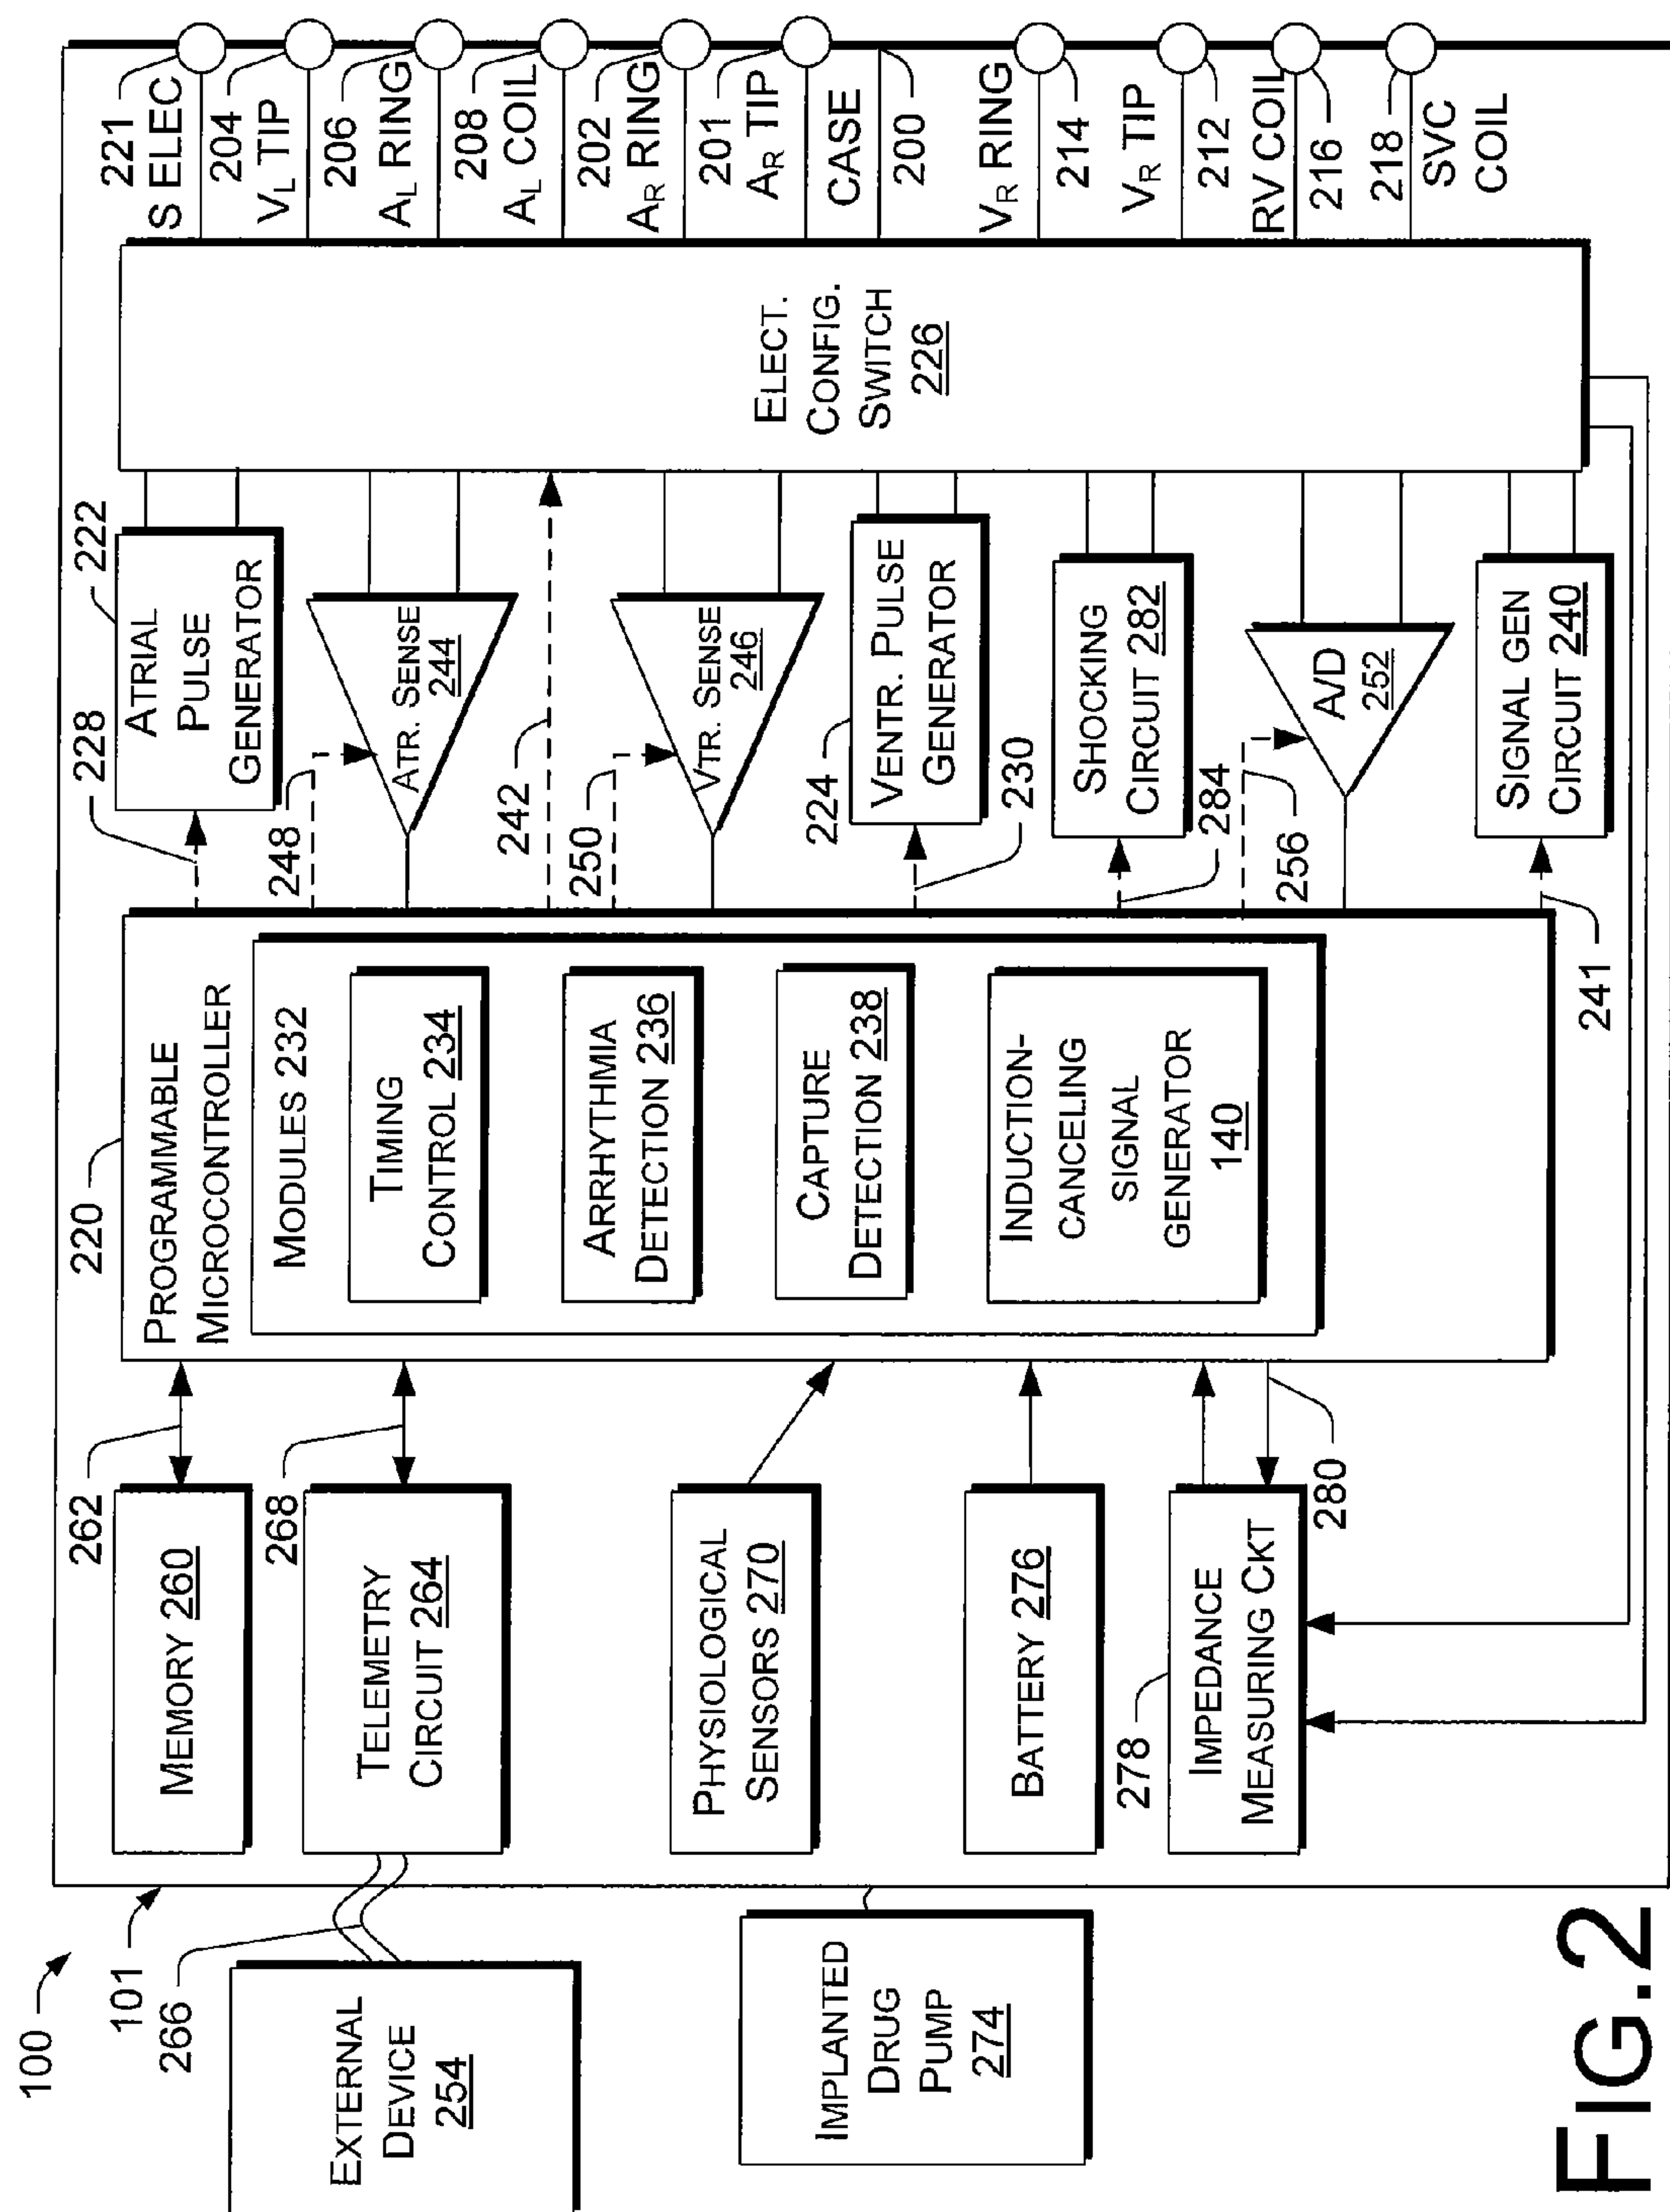 100
101
266
EXTERNAL
DEVICE
254
IMPLANTED
DRUG
PUMP
274
262
MEMORY 260
268
TELEMETRY
CIRCUIT 264
PHYSIOLOGICAL
SENSORS 270
BATTERY 276
278
IMPEDANCE
MEASURING CKT
280
220
PROGRAMMABLE
MICROCONTROLLER
MODULES 232
TIMING
CONTROL 234
ARRHYTHMIA
DETECTION 236
CAPTURE
DETECTION 238
INDUCTION-
CANCELING
SIGNAL
GENERATOR
140
228
222
ATRIAL
PULSE
GENERATOR
248
ATR. SENSE
244
242
250
VTR. SENSE
246
224
VENTR. PULSE
GENERATOR
230
SHOCKING
CIRCUIT 282
284
256
A/D
252
SIGNAL GEN
CIRCUIT 240
241
ELECT.
CONFIG.
SWITCH
226
221
S ELEC
204
VL TIP
206
AL RING
208
AL COIL
202
AR RING
201
AR TIP
CASE
200
VR RING
214
VR TIP
212
RV COIL
216
218
SVC
COIL
FIG.2